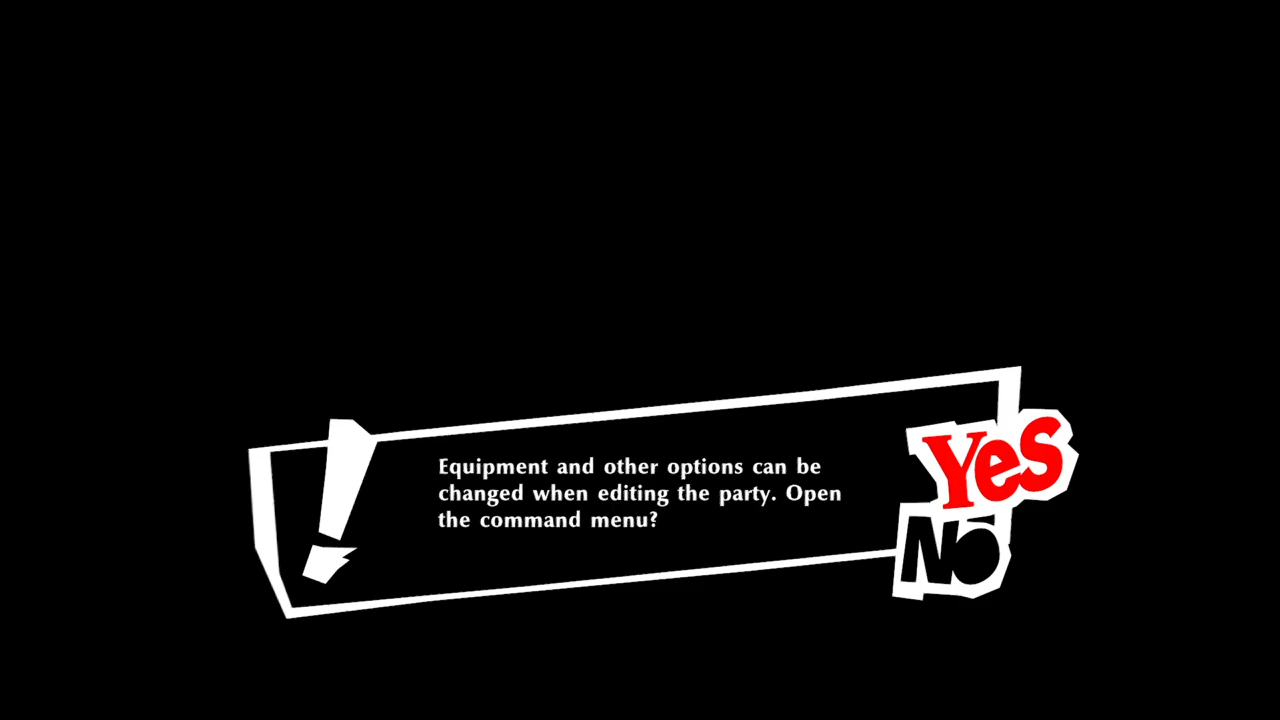 Equipment and other options can be
changed when editing the party. Open
the command menu?
Yes
No